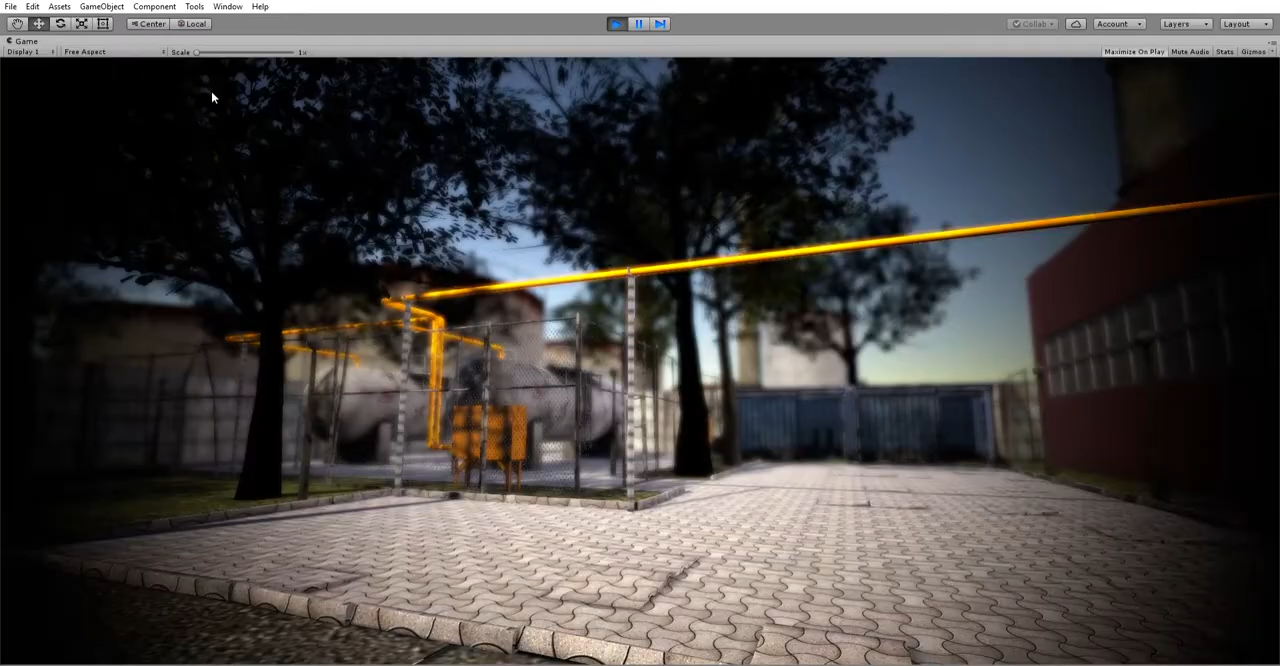 File Edit Assets GameObject Component Tools Window Help
Center Local Collab Account Layers Layout
Game
Display 1 Free Aspect Scale 1x Maximize On Play Mute Audio Stats Gizmos